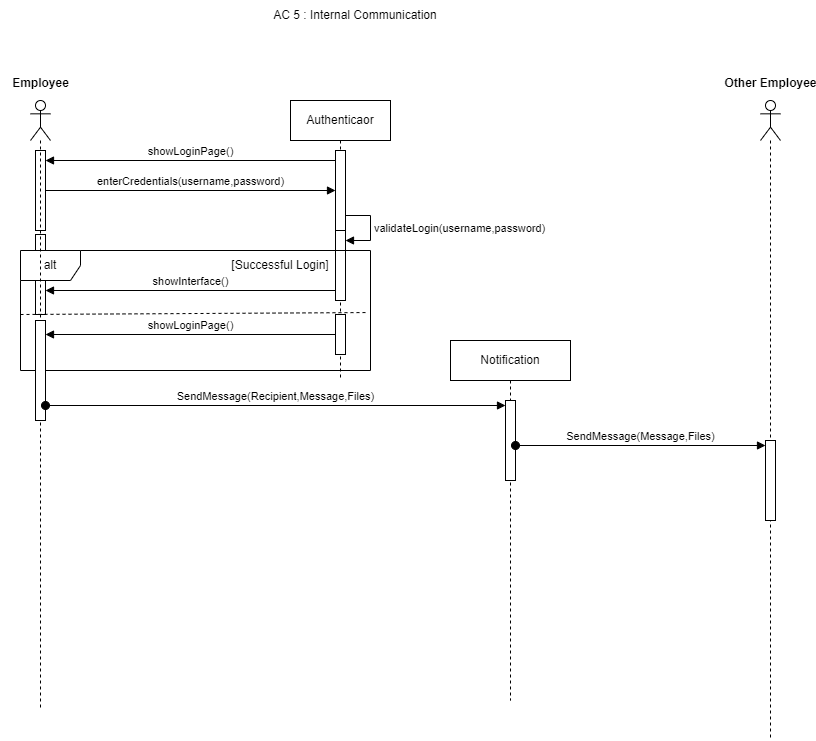 AC 5 : Internal Communication
Employee
Other Employee
Authenticaor
showLoginPage()
enterCredentials(username,password)
validateLogin(username,password)
alt
[Successful Login]
showInterface()
showLoginPage()
Notification
SendMessage(Recipient,Message,Files)
SendMessage(Message,Files)